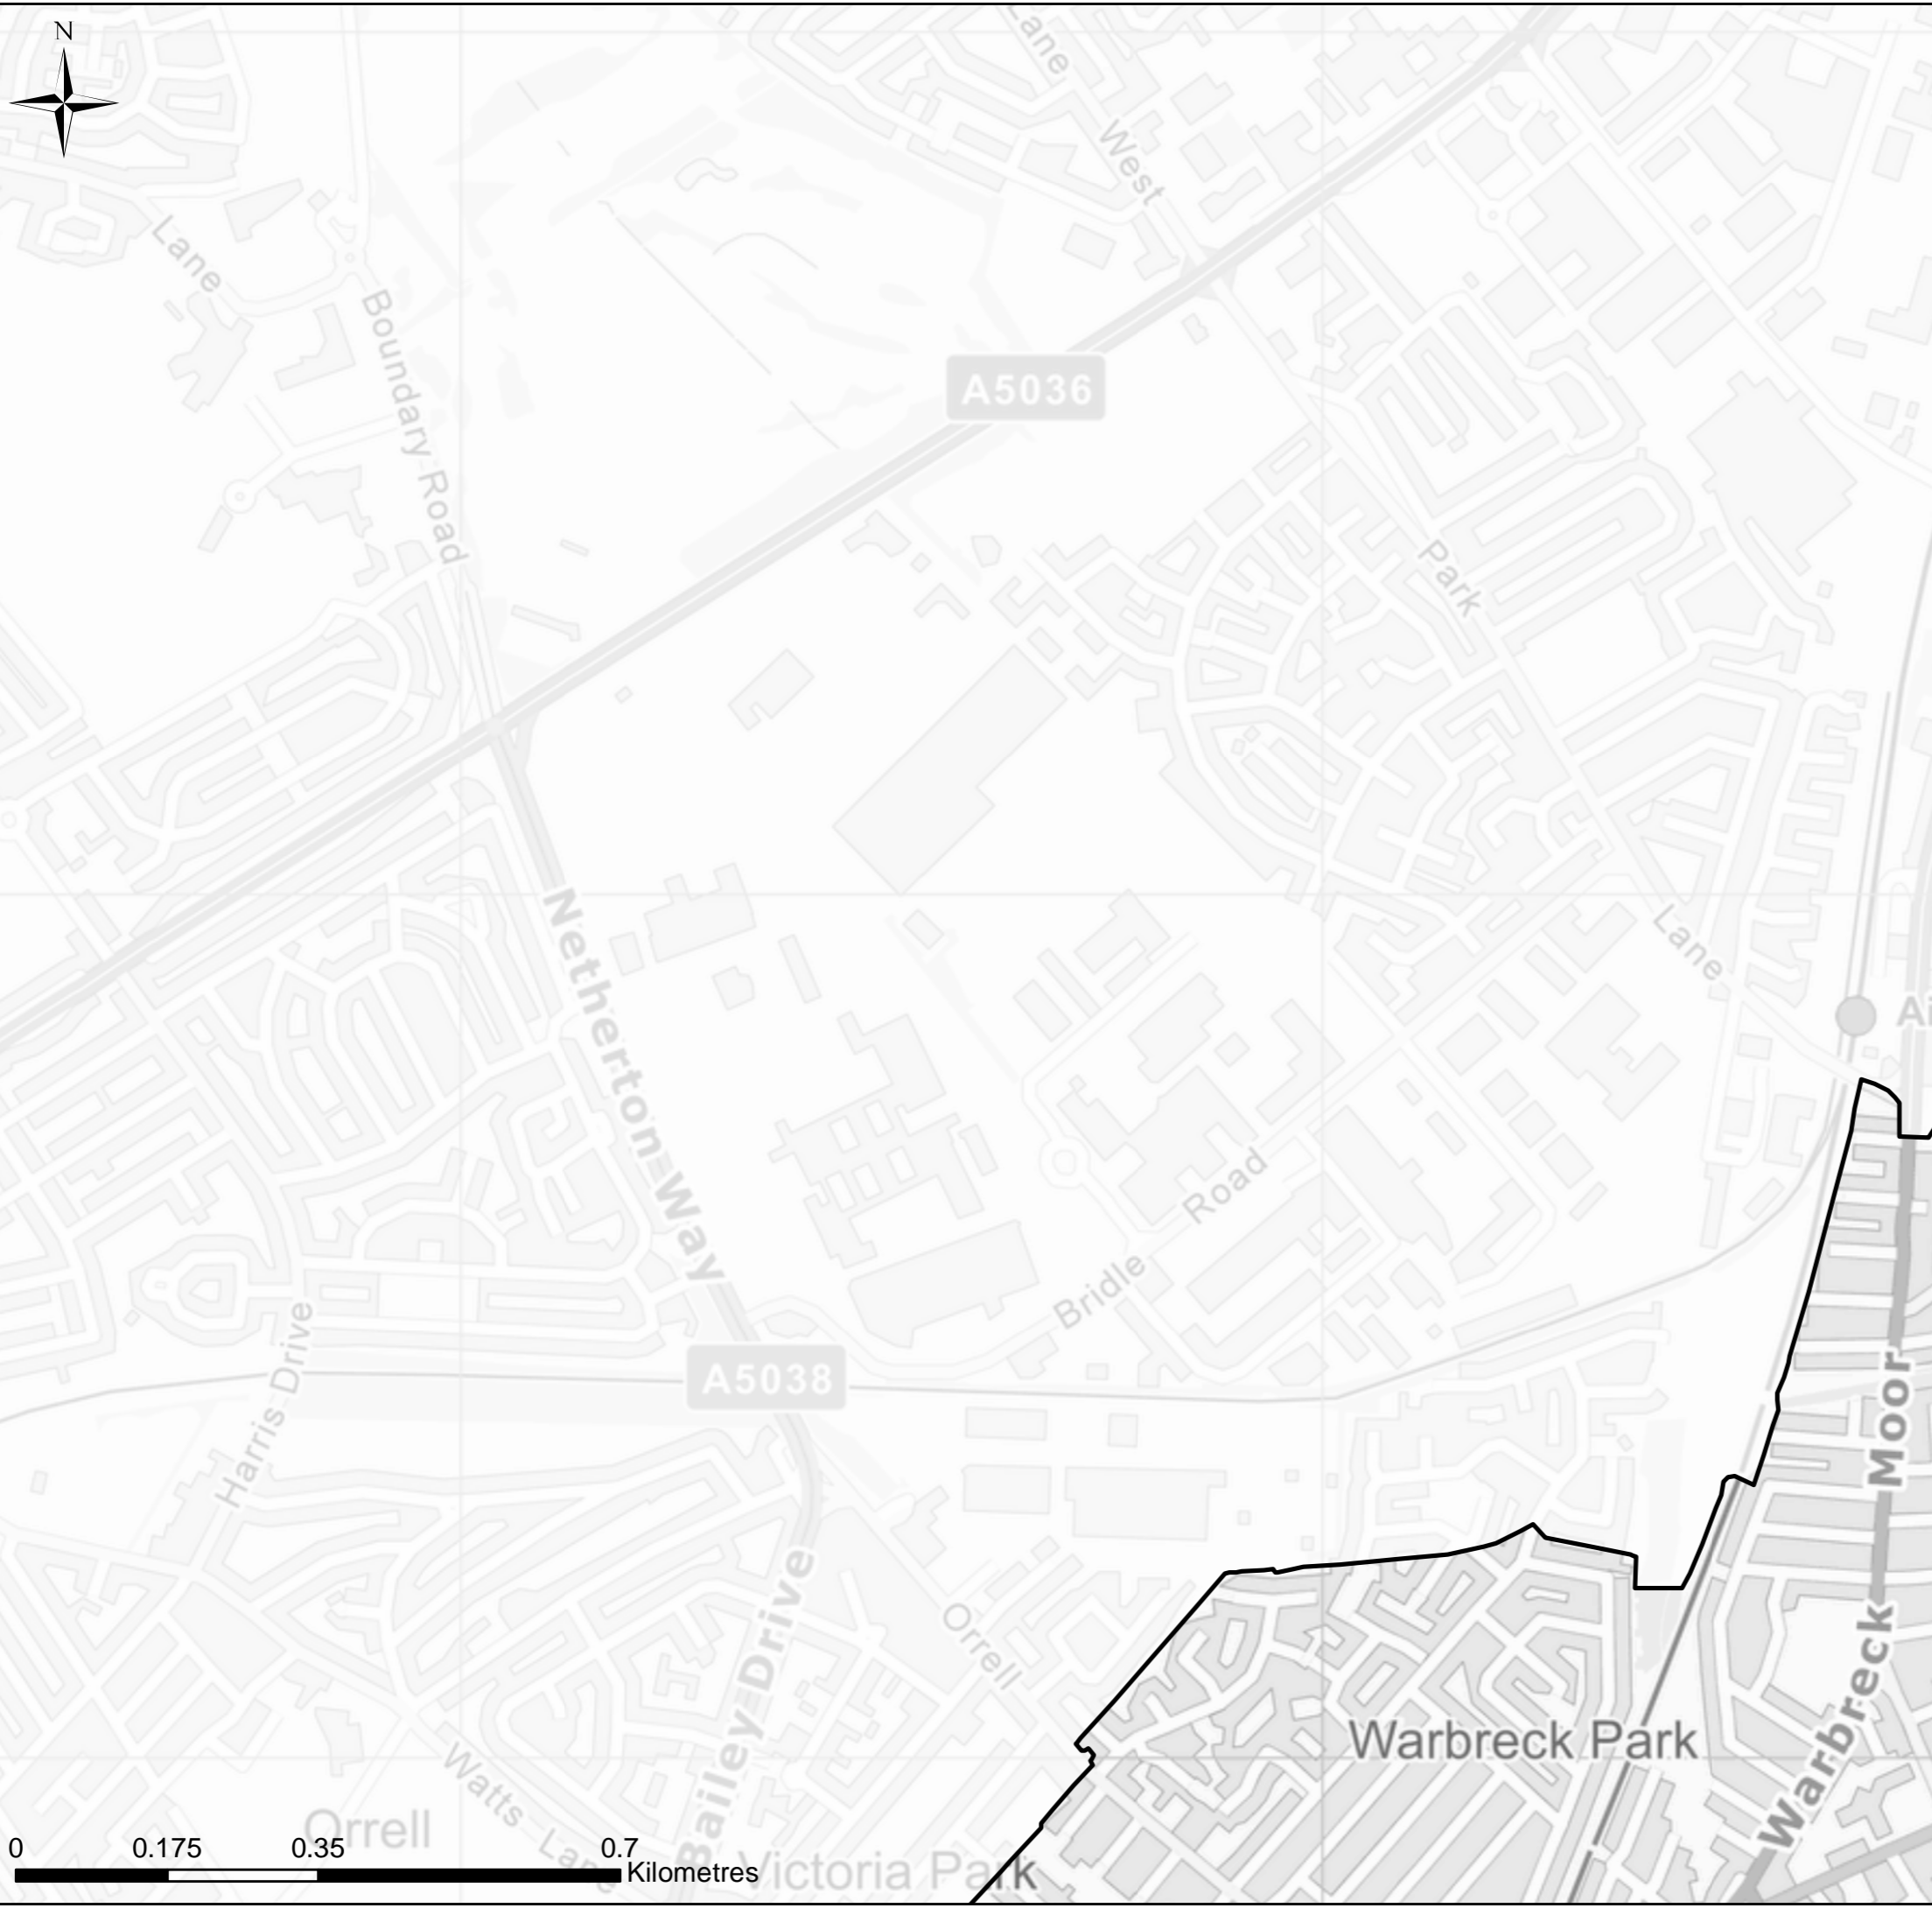 N
Lane
West
Lane
Boundary Road
A5036
Park
Lane
Netherton Way
Ai
Road
Bridle
A5038
Harris Drive
Moor
Orrell
Bailey Drive
Warbreck Park
Warbreck
Watts Lane
Orrell
Victoria Park
0 0.175 0.35 0.7
Kilometres